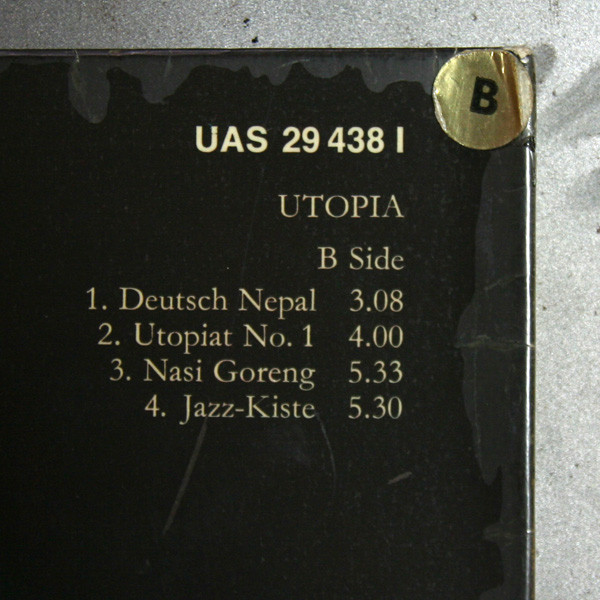 B
UAS 29 438 I
UTOPIA
B Side
1. Deutsch Nepal 3.08
2. Utopiat No. 1 4.00
3. Nasi Goreng 5.33
4. Jazz-Kiste 5.30